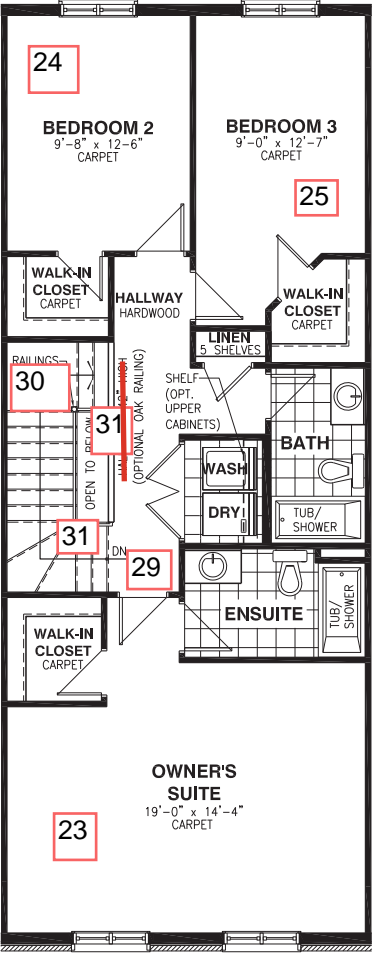 24
BEDROOM 2
9'-8" x 12-6"
CARPET
BEDROOM 3
9'-0" x 12'-7"
CARPET
25
WALK-IN
CLOSET
CARPET
HALLWAY
HARDWOOD
WALK-IN
CLOSET
CARPET
LINEN
5 SHELVES
RAILINGS
30
SHELF
(OPT.
UPPER
CABINETS)
31
HIGH
(OPTIONAL OAK RAILING)
OPEN TO BELOW
BATH
WASH
DRY
TUB/
SHOWER
31
DN
29
ENSUITE
TUB/
SHOWER
WALK-IN
CLOSET
CARPET
OWNER'S
SUITE
19'-0" x 14'-4"
CARPET
23